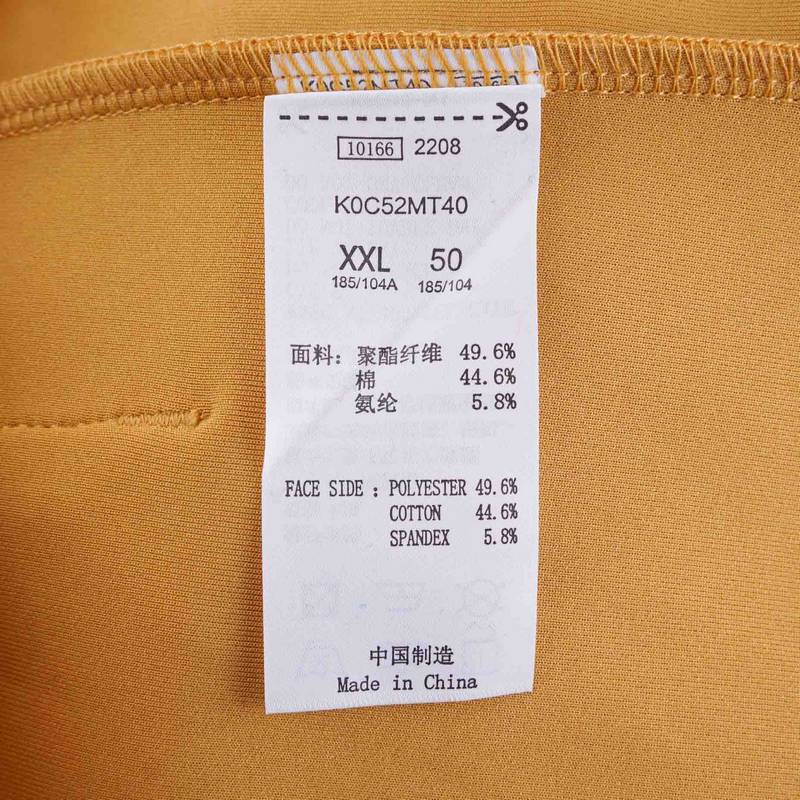 10166 2208
K0C52MT40
XXL 50
185/104A 185/104
面料：聚酯纤维 49.6%
棉 44.6%
氨纶 5.8%
FACE SIDE : POLYESTER 49.6%
COTTON 44.6%
SPANDEX 5.8%
中国制造
Made in China